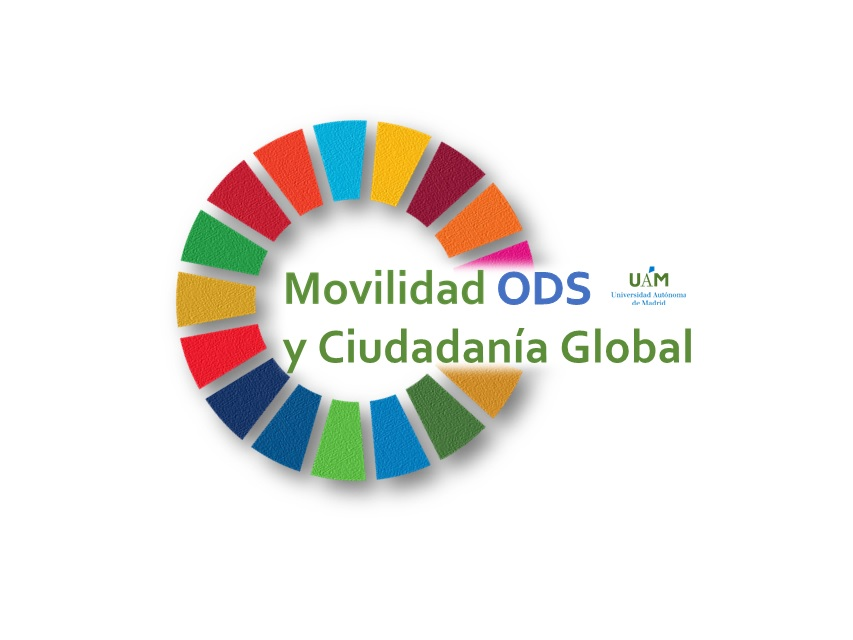 Movilidad ODS
UAM
Universidad Autónoma
de Madrid
y Ciudadanía Global